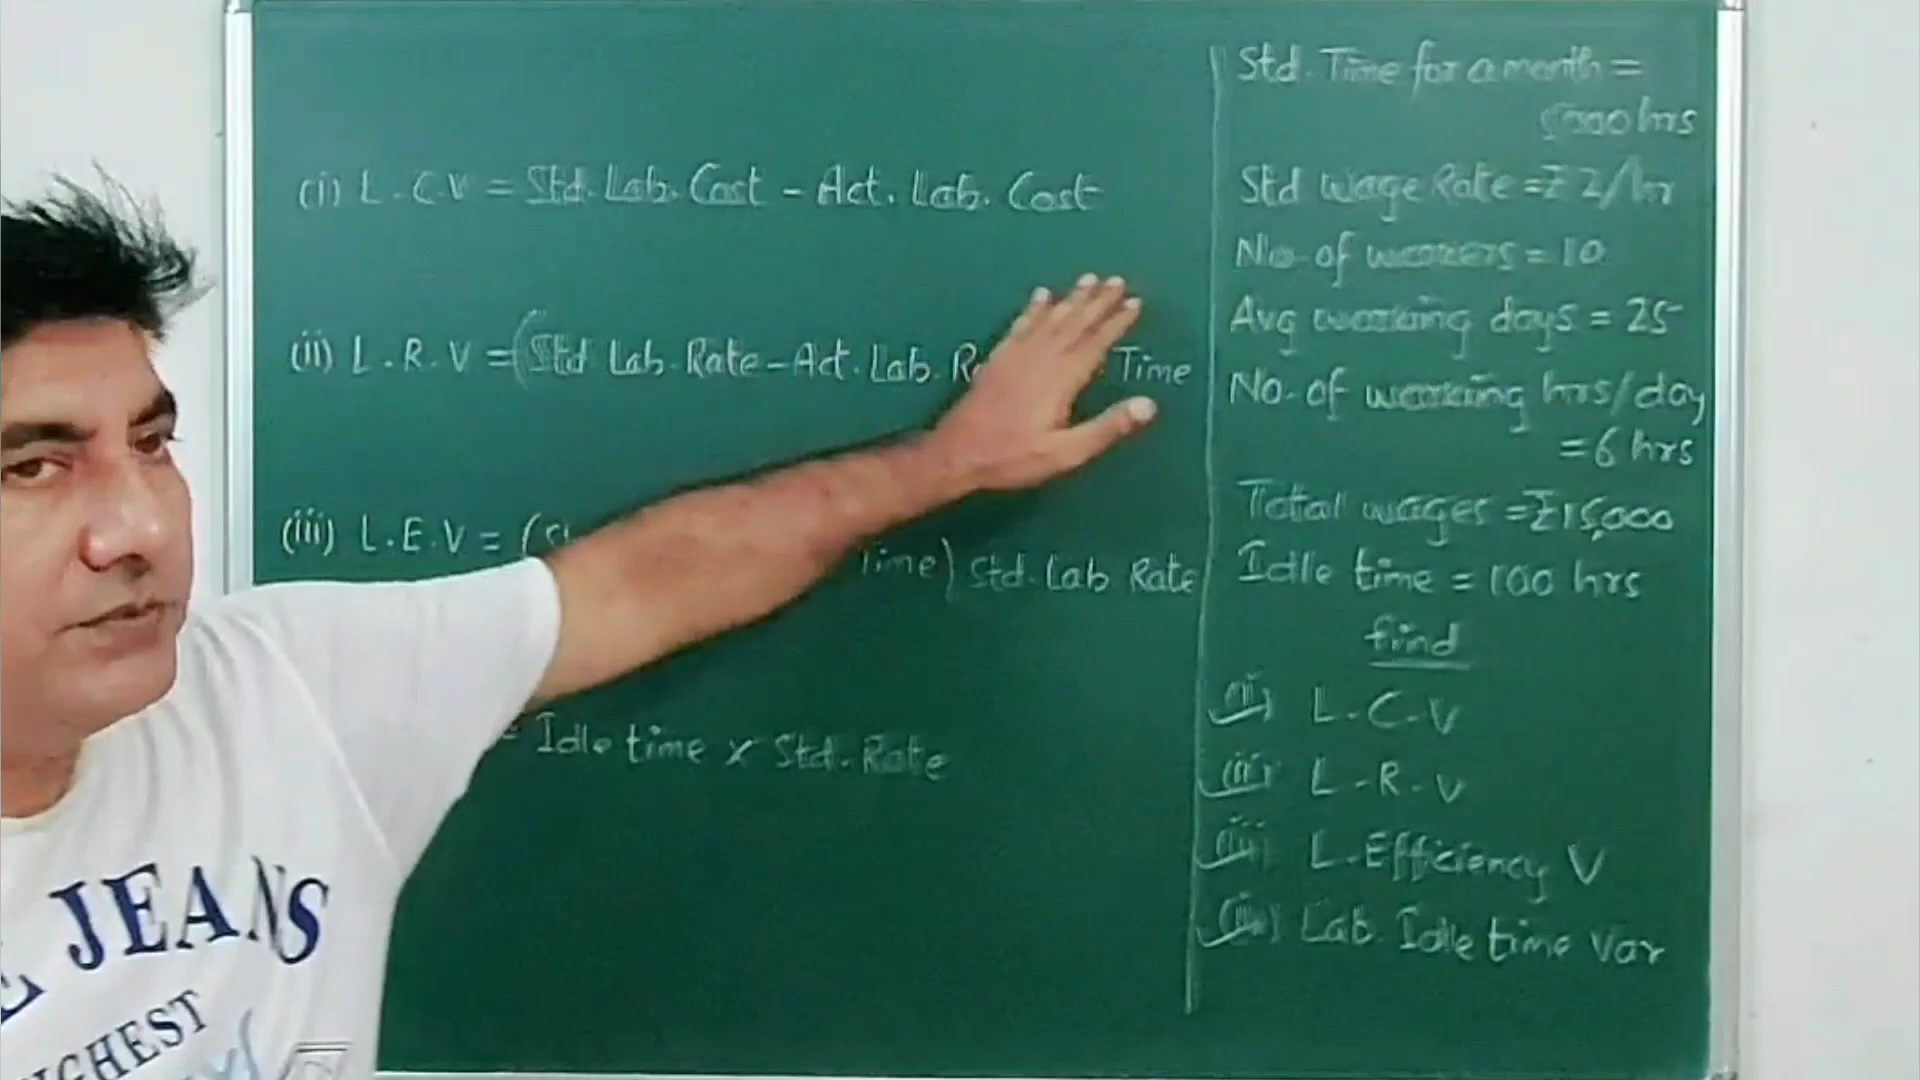 (i) L.C.V = Std. Lab. Cost - Act. Lab. Cost
(ii) L.R.V = (Std Lab. Rate - Act. Lab. Time
(iii) L.E.V = ( Time) Std. Lab Rate
= Idle time x Std. Rate
Std. Time for a month =
hrs
Std wage Rate = ₹2/hr
No. of workers = 10
Avg working days = 25
No. of working hrs/day
= 6 hrs
Total wages = ₹15,000
Idle time = 100 hrs
find
(i) L-C-V
(ii) L-R-V
(iii) L-Efficiency V
(iv) Lab. Idle time Var
JEANS